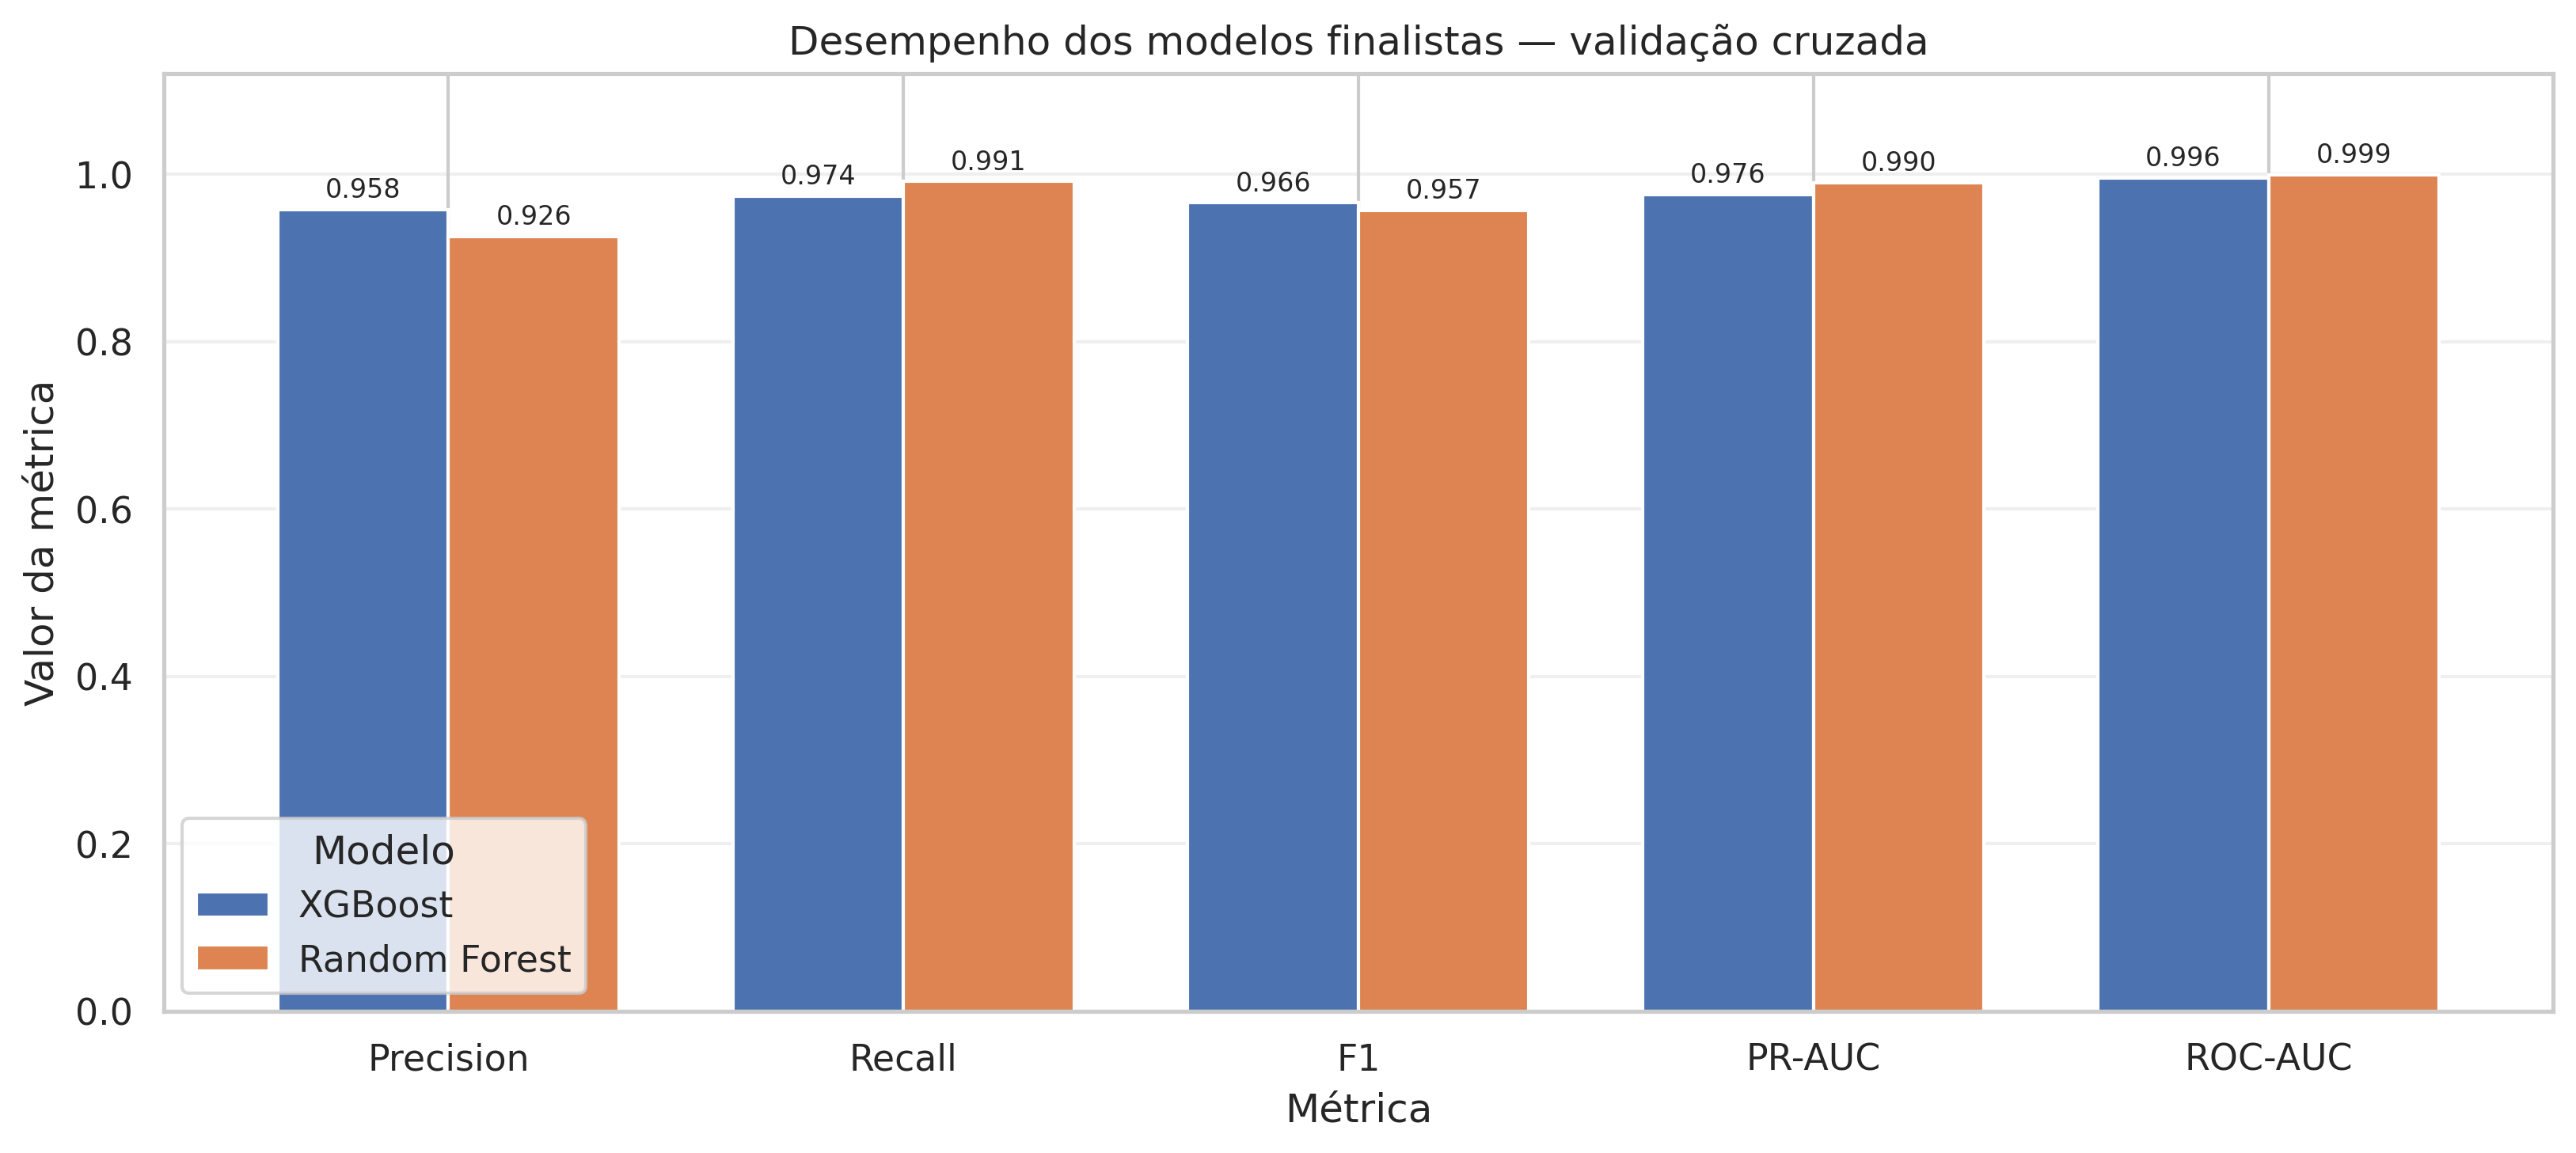 Desempenho dos modelos finalistas — validação cruzada
Valor da métrica
1.0
0.8
0.6
0.4
0.2
0.0
0.958
0.926
0.974
0.991
0.966
0.957
0.976
0.990
0.996
0.999
Modelo
XGBoost
Random Forest
Precision
Recall
F1
PR-AUC
ROC-AUC
Métrica